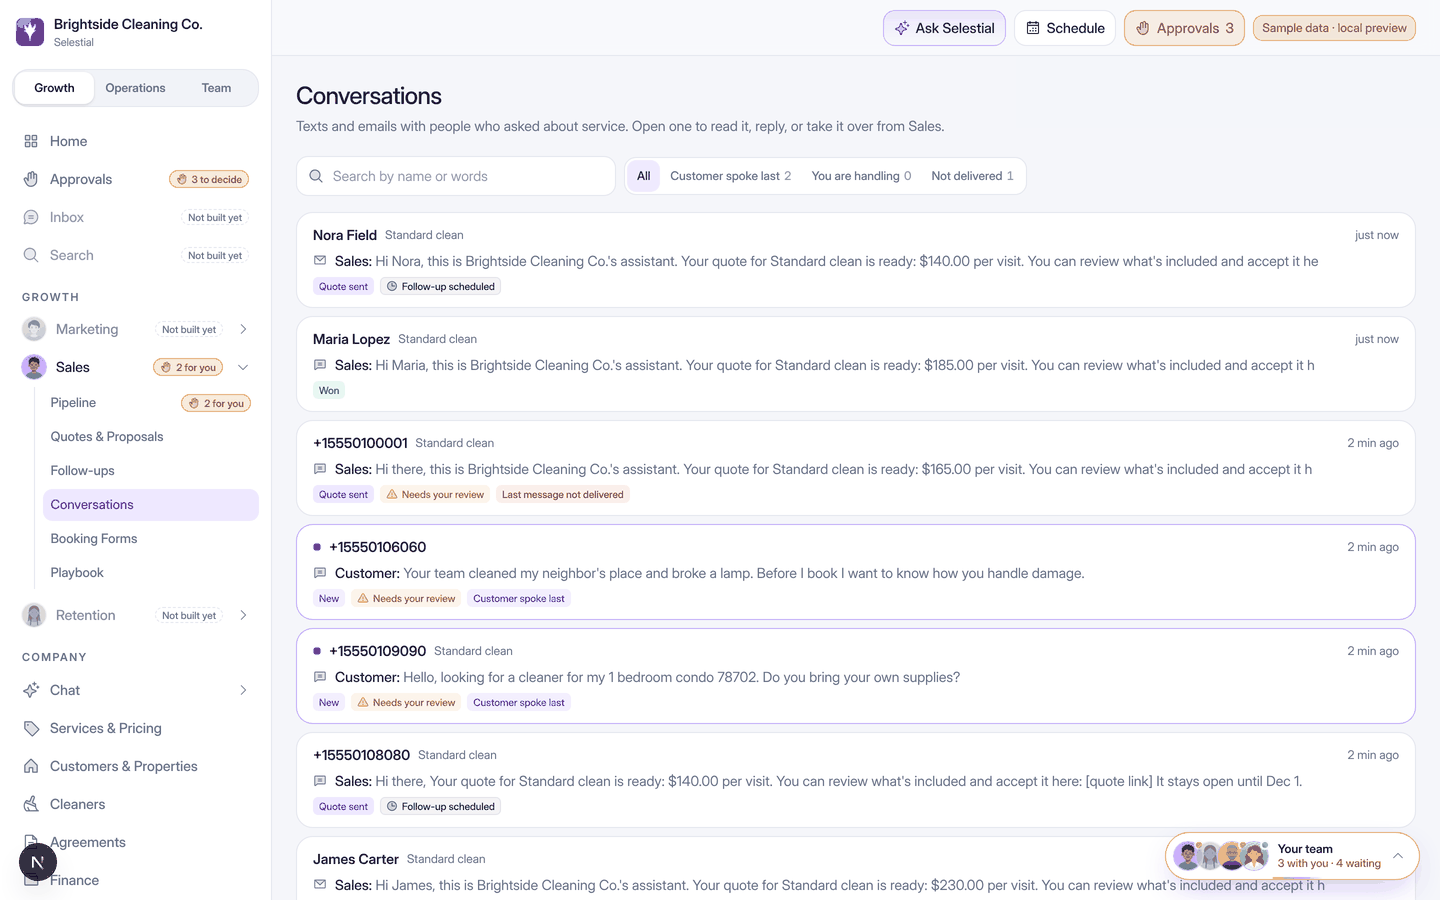 Brightside Cleaning Co.
Selestial
Growth Operations Team
Home
Approvals 3 to decide
Inbox Not built yet
Search Not built yet
GROWTH
Marketing Not built yet
Sales 2 for you
Pipeline 2 for you
Quotes & Proposals
Follow-ups
Conversations
Booking Forms
Playbook
Retention Not built yet
COMPANY
Chat
Services & Pricing
Customers & Properties
Cleaners
Agreements
Finance
N
Ask Selestial Schedule Approvals 3 Sample data · local preview
Conversations
Texts and emails with people who asked about service. Open one to read it, reply, or take it over from Sales.
Search by name or words All Customer spoke last 2 You are handling 0 Not delivered 1
Nora Field Standard clean just now
Sales: Hi Nora, this is Brightside Cleaning Co.'s assistant. Your quote for Standard clean is ready: $140.00 per visit. You can review what's included and accept it he
Quote sent Follow-up scheduled
Maria Lopez Standard clean just now
Sales: Hi Maria, this is Brightside Cleaning Co.'s assistant. Your quote for Standard clean is ready: $185.00 per visit. You can review what's included and accept it h
Won
+15550100001 Standard clean 2 min ago
Sales: Hi there, this is Brightside Cleaning Co.'s assistant. Your quote for Standard clean is ready: $165.00 per visit. You can review what's included and accept it h
Quote sent Needs your review Last message not delivered
+15550106060 2 min ago
Customer: Your team cleaned my neighbor's place and broke a lamp. Before I book I want to know how you handle damage.
New Needs your review Customer spoke last
+15550109090 Standard clean 2 min ago
Customer: Hello, looking for a cleaner for my 1 bedroom condo 78702. Do you bring your own supplies?
New Needs your review Customer spoke last
+15550108080 Standard clean 2 min ago
Sales: Hi there, Your quote for Standard clean is ready: $140.00 per visit. You can review what's included and accept it here: [quote link] It stays open until Dec 1.
Quote sent Follow-up scheduled
James Carter Standard clean
Sales: Hi James, this is Brightside Cleaning Co.'s assistant. Your quote for Standard clean is ready: $230.00 per visit. You can review what's included and accept it h
Your team
3 with you · 4 waiting